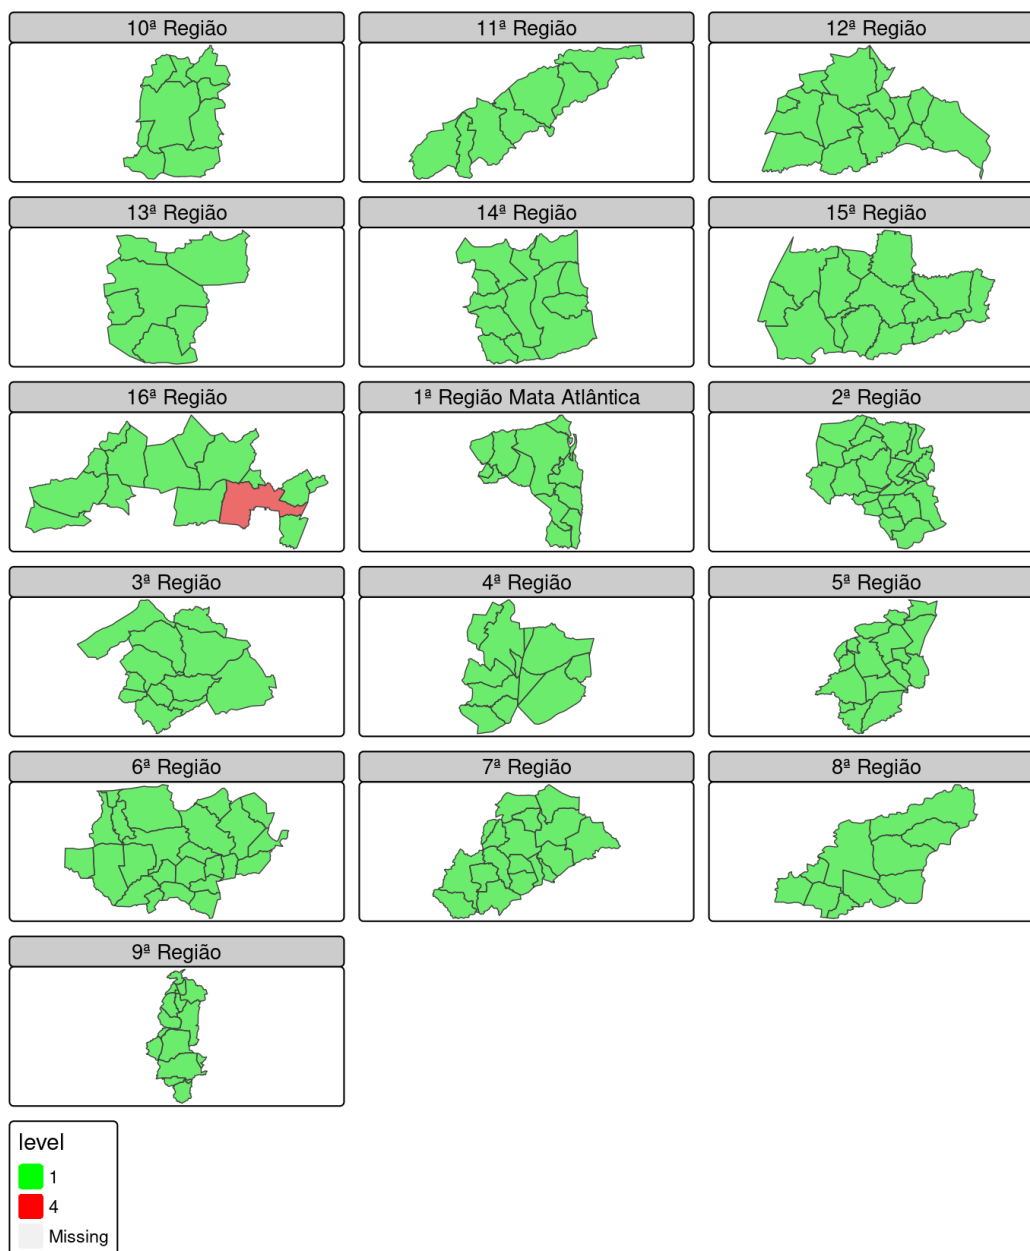 10ª Região
11ª Região
12ª Região
13ª Região
14ª Região
15ª Região
16ª Região
1ª Região Mata Atlântica
2ª Região
3ª Região
4ª Região
5ª Região
6ª Região
7ª Região
8ª Região
9ª Região
level
1
4
Missing